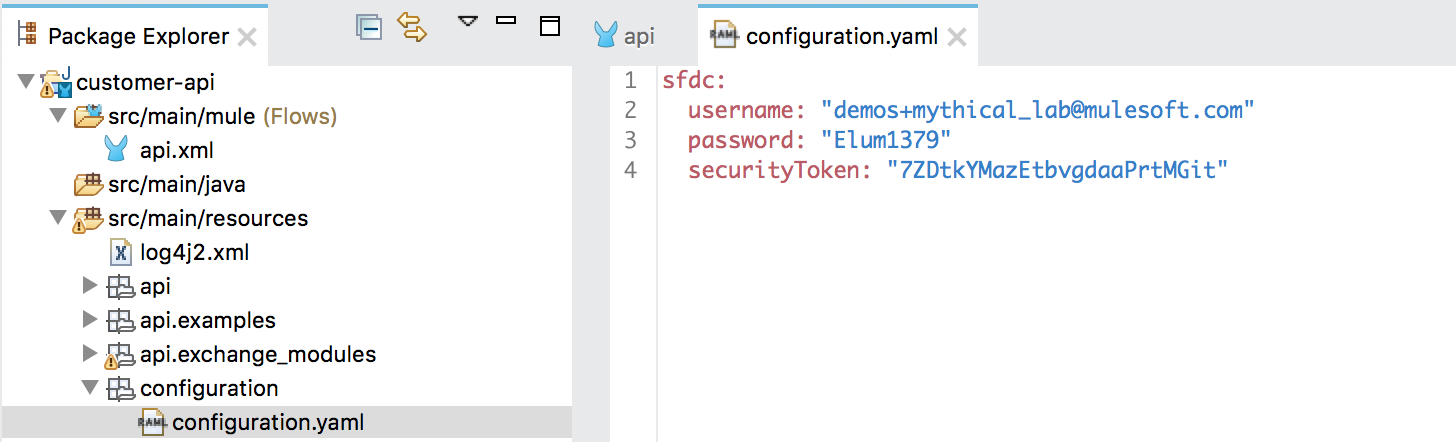 Package Explorer
customer-api
src/main/mule (Flows)
api.xml
src/main/java
src/main/resources
log4j2.xml
api
api.examples
api.exchange_modules
configuration
RAML configuration.yaml
api
RAML configuration.yaml
1 sfdc:
2 username: "demos+mythical_lab@mulesoft.com"
3 password: "Elum1379"
4 securityToken: "7ZDtkYMazEtbvgdaaPrtMGit"